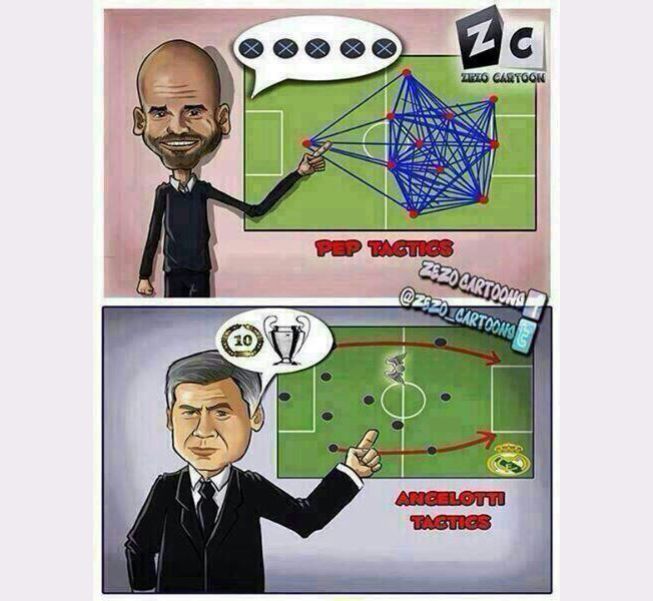 ZC
ZEZO CARTOON
PEP TACTICS
ZEZO CARTOONS f
@ZEZO_CARTOONS
10
ANCELOTTI
TACTICS